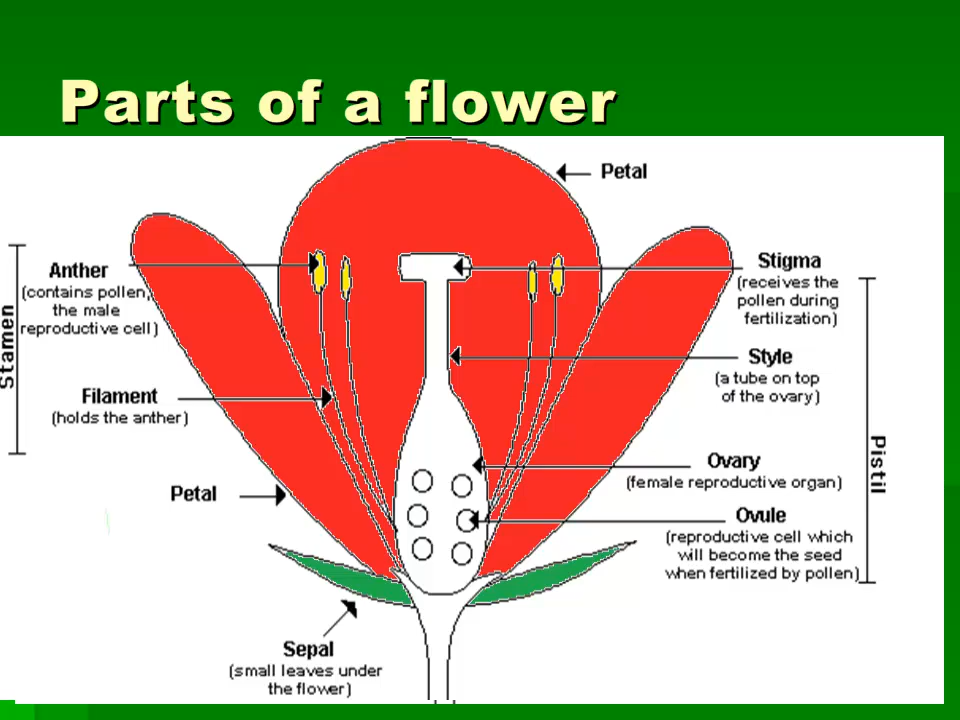 Parts of a flower
Petal
Anther
(contains pollen,
the male
reproductive cell)
Stamen
Filament
(holds the anther)
Petal
Sepal
(small leaves under
the flower)
Stigma
(receives the
pollen during
fertilization)
Style
(a tube on top
of the ovary)
Pistil
Ovary
(female reproductive organ)
Ovule
(reproductive cell which
will become the seed
when fertilized by pollen)